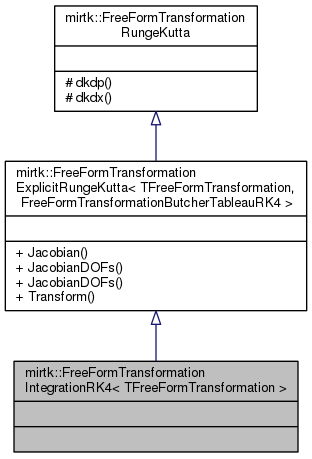 mirtk::FreeFormTransformation
RungeKutta
# dkdp()
# dkdx()
mirtk::FreeFormTransformation
ExplicitRungeKutta< TFreeFormTransformation,
FreeFormTransformationButcherTableauRK4 >
+ Jacobian()
+ JacobianDOFs()
+ JacobianDOFs()
+ Transform()
mirtk::FreeFormTransformation
IntegrationRK4< TFreeFormTransformation >